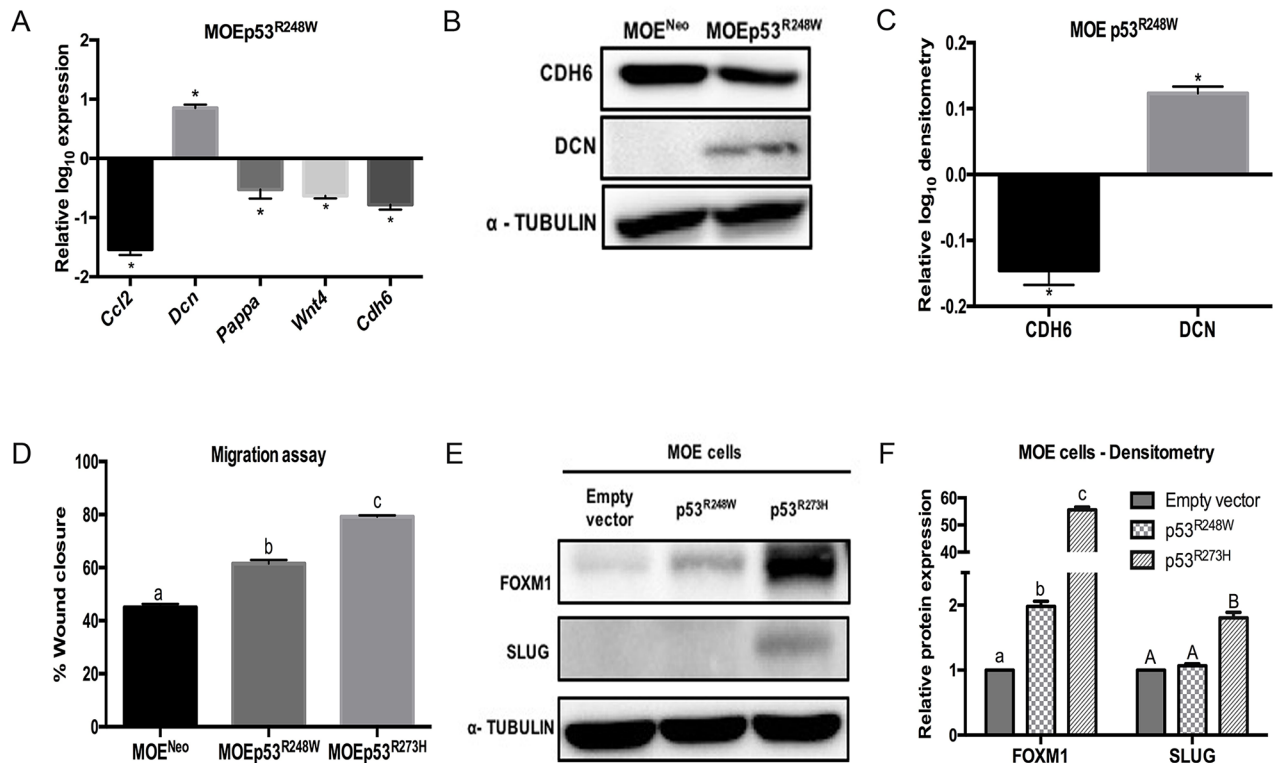 A
MOEp53R248W
Relative log10 expression
2
1
0
-1
-2
*
*
*
*
*
Ccl2
Dcn
Pappa
Wnt4
Cdh6
B
MOENeo MOEp53R248W
CDH6
DCN
α - TUBULIN
C
MOE p53R248W
Relative log10 densitometry
0.2
0.1
0.0
-0.1
-0.2
*
*
CDH6
DCN
D
Migration assay
% Wound closure
100
80
60
40
20
0
a
b
c
MOENeo
MOEp53R248W
MOEp53R273H
E
MOE cells
Empty
vector
p53R248W
p53R273H
FOXM1
SLUG
α- TUBULIN
F
MOE cells - Densitometry
Relative protein expression
60
50
40
2
1
0
Empty vector
p53R248W
p53R273H
a
b
c
A
A
B
FOXM1
SLUG